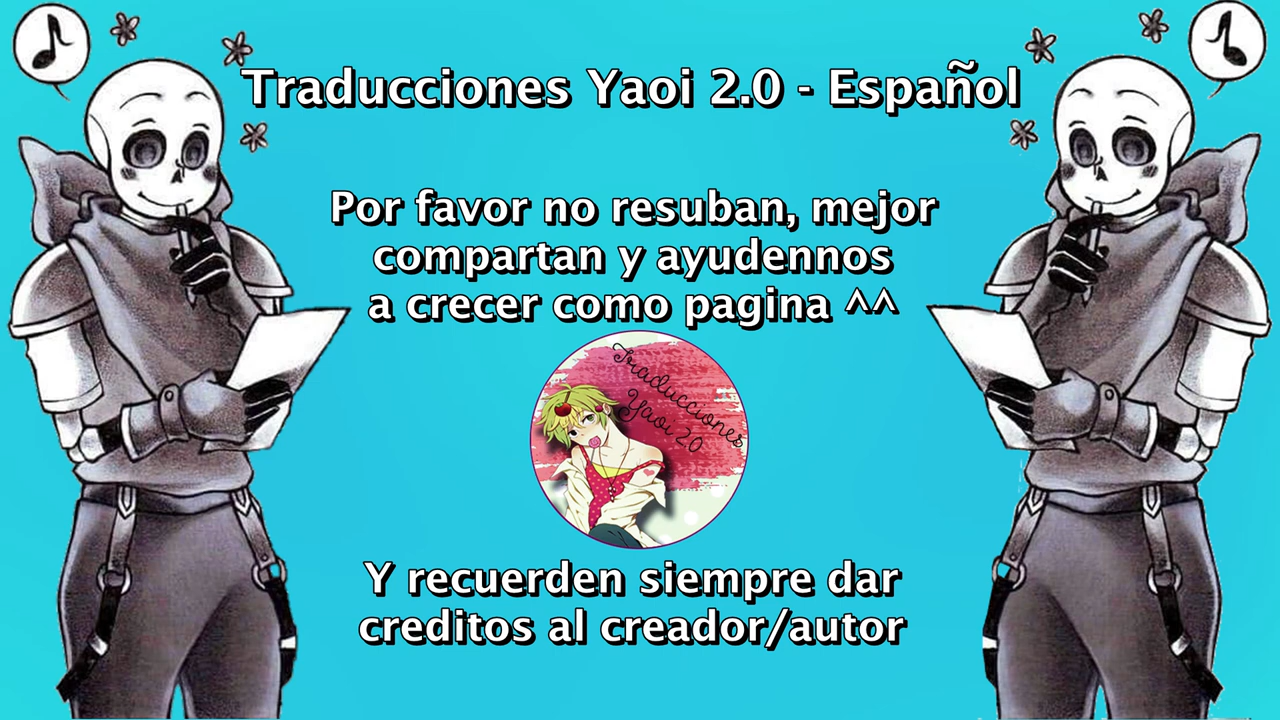 Traducciones Yaoi 2.0 - Español
Por favor no resuban, mejor
compartan y ayudennos
a crecer como pagina ^^
Traducciones
Yaoi 2.0
Y recuerden siempre dar
creditos al creador/autor